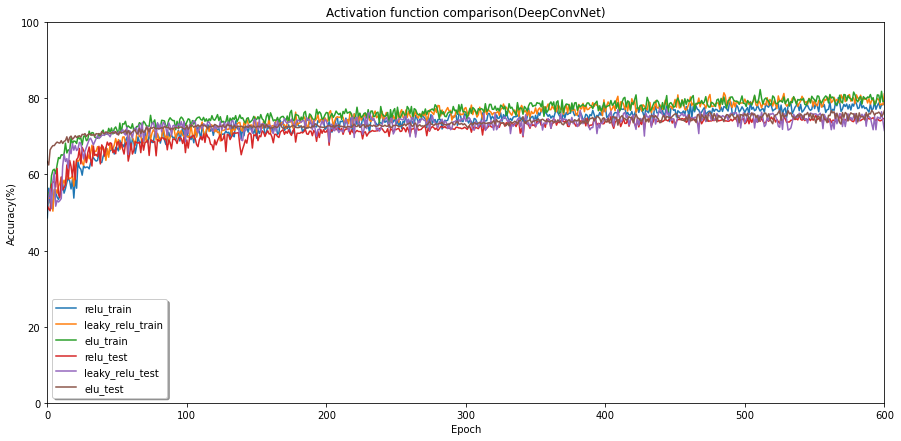 Activation function comparison(DeepConvNet)
100
80
60
40
20
0
Accuracy(%)
relu_train
leaky_relu_train
elu_train
relu_test
leaky_relu_test
elu_test
0 100 200 300 400 500 600
Epoch